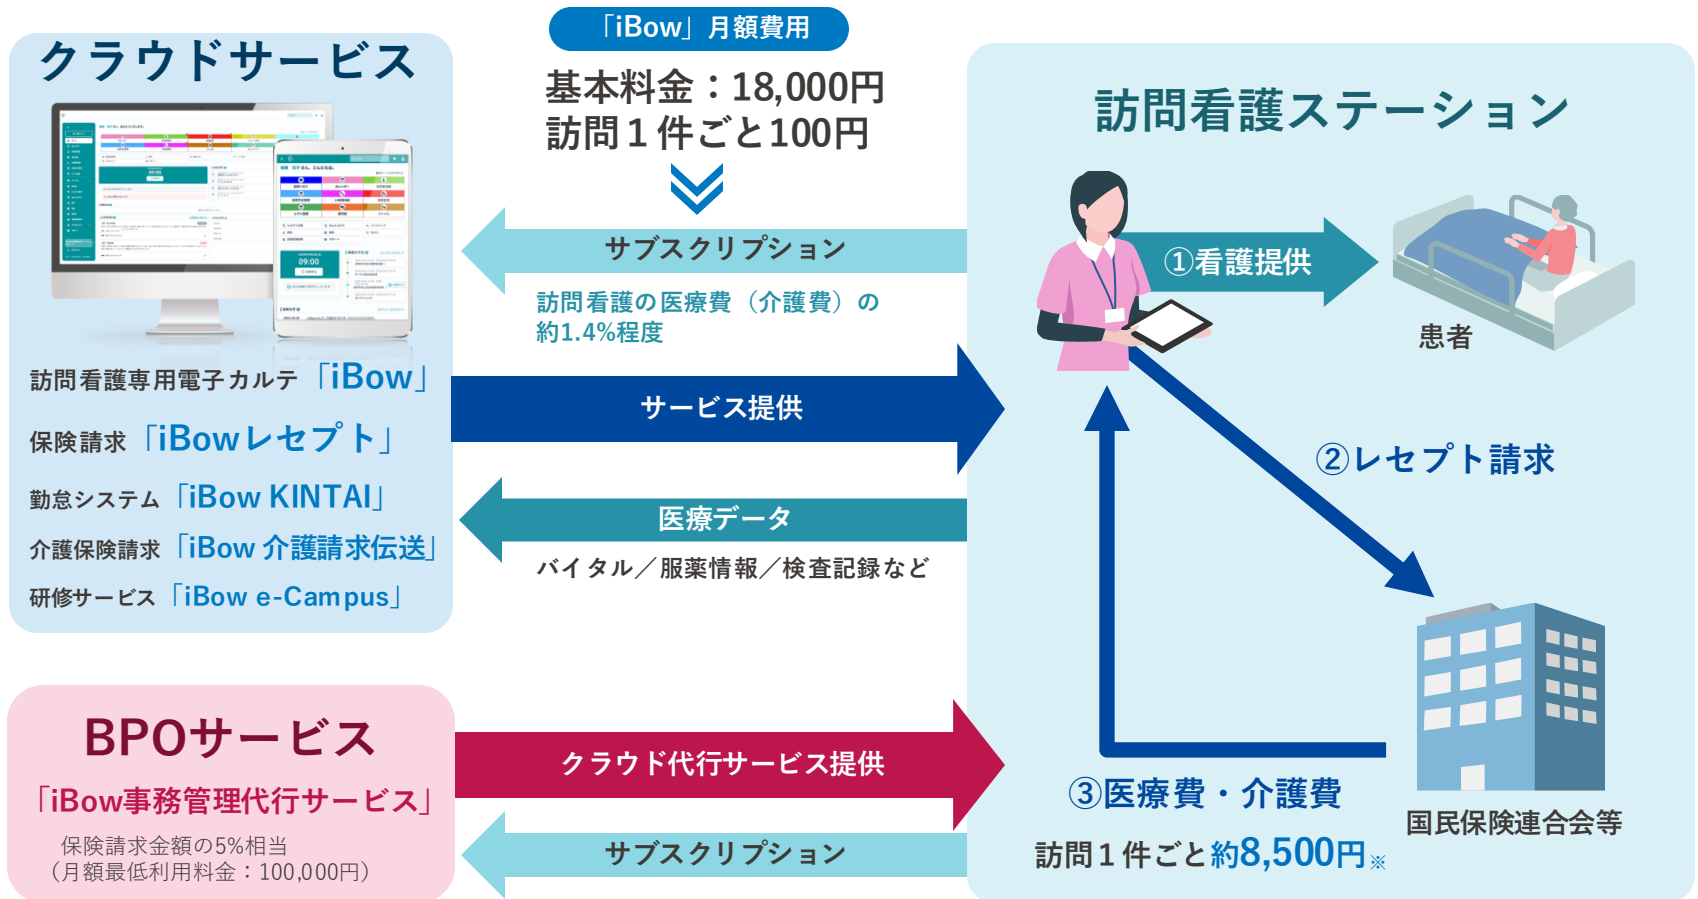 クラウドサービス
訪問看護専用電子カルテ「iBow」
保険請求「iBowレセプト」
勤怠システム「iBow KINTAI」
介護保険請求「iBow 介護請求伝送」
研修サービス「iBow e-Campus」
BPOサービス
「iBow事務管理代行サービス」
保険請求金額の5%相当
（月額最低利用料金：100,000円）
「iBow」月額費用
基本料金：18,000円
訪問１件ごと100円
サブスクリプション
訪問看護の医療費（介護費）の
約1.4%程度
サービス提供
医療データ
バイタル／服薬情報／検査記録など
クラウド代行サービス提供
サブスクリプション
訪問看護ステーション
①看護提供
患者
②レセプト請求
③医療費・介護費
訪問１件ごと約8,500円※
国民保険連合会等
09:00
09:00